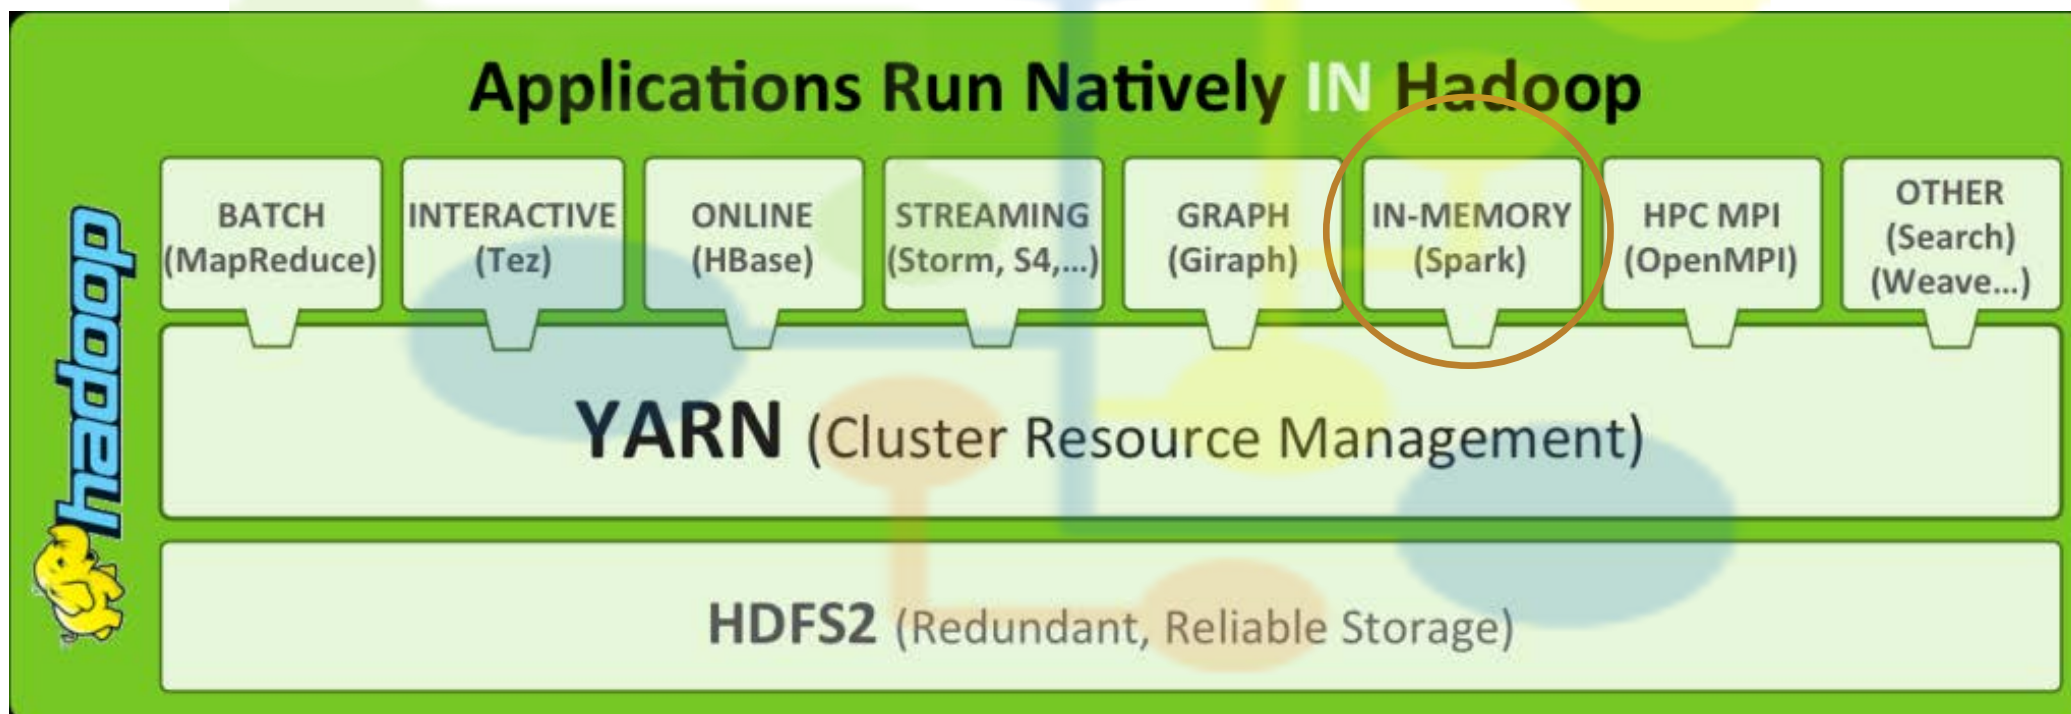 Applications Run Natively IN Hadoop
BATCH
(MapReduce)
INTERACTIVE
(Tez)
ONLINE
(HBase)
STREAMING
(Storm, S4,...)
GRAPH
(Giraph)
IN-MEMORY
(Spark)
HPC MPI
(OpenMPI)
OTHER
(Search)
(Weave...)
hadoop
YARN (Cluster Resource Management)
HDFS2 (Redundant, Reliable Storage)